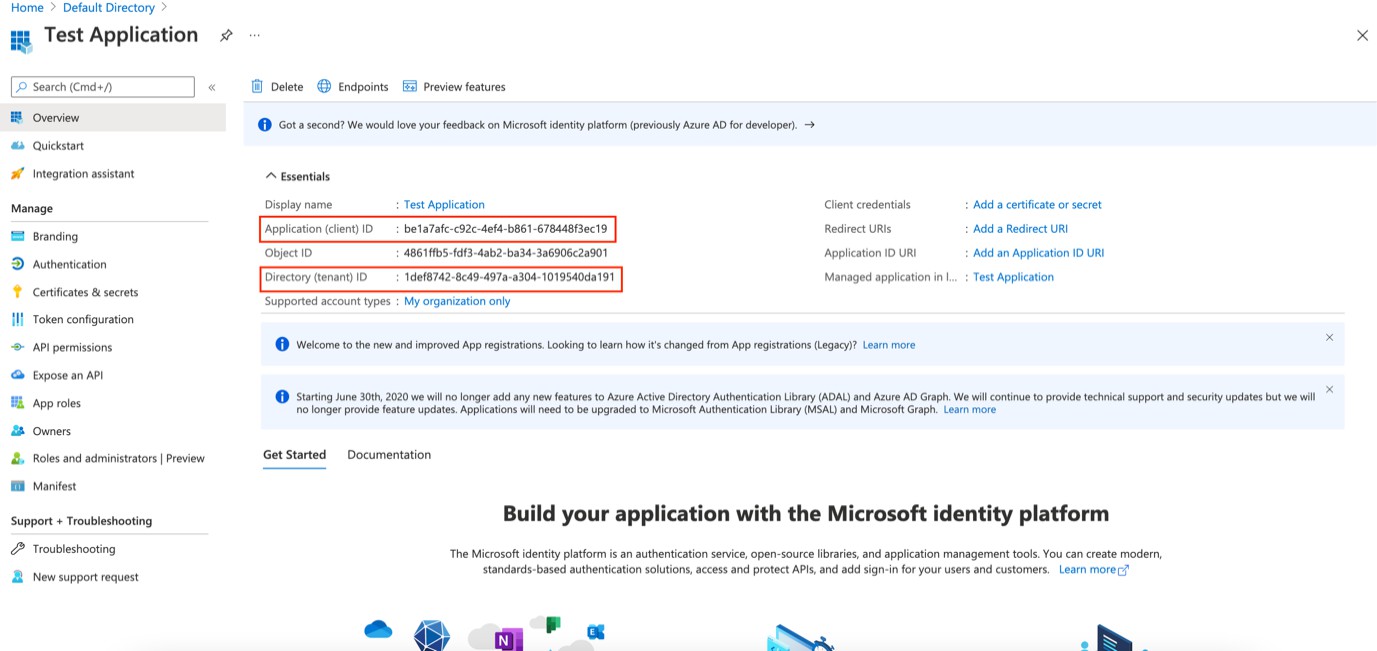 Home > Default Directory >
Test Application ...
Search (Cmd+/) «
Overview
Quickstart
Integration assistant
Manage
Branding
Authentication
Certificates & secrets
Token configuration
API permissions
Expose an API
App roles
Owners
Roles and administrators | Preview
Manifest
Support + Troubleshooting
Troubleshooting
New support request
Delete Endpoints Preview features
Got a second? We would love your feedback on Microsoft identity platform (previously Azure AD for developer). →
Essentials
Display name : Test Application
Application (client) ID : be1a7afc-c92c-4ef4-b861-678448f3ec19
Object ID : 4861ffb5-fdf3-4ab2-ba34-3a6906c2a901
Directory (tenant) ID : 1def8742-8c49-497a-a304-1019540da191
Supported account types : My organization only
Client credentials : Add a certificate or secret
Redirect URIs : Add a Redirect URI
Application ID URI : Add an Application ID URI
Managed application in l... : Test Application
Welcome to the new and improved App registrations. Looking to learn how it's changed from App registrations (Legacy)? Learn more
Starting June 30th, 2020 we will no longer add any new features to Azure Active Directory Authentication Library (ADAL) and Azure AD Graph. We will continue to provide technical support and security updates but we will
no longer provide feature updates. Applications will need to be upgraded to Microsoft Authentication Library (MSAL) and Microsoft Graph. Learn more
Get Started Documentation
Build your application with the Microsoft identity platform
The Microsoft identity platform is an authentication service, open-source libraries, and application management tools. You can create modern,
standards-based authentication solutions, access and protect APIs, and add sign-in for your users and customers. Learn more
N
E